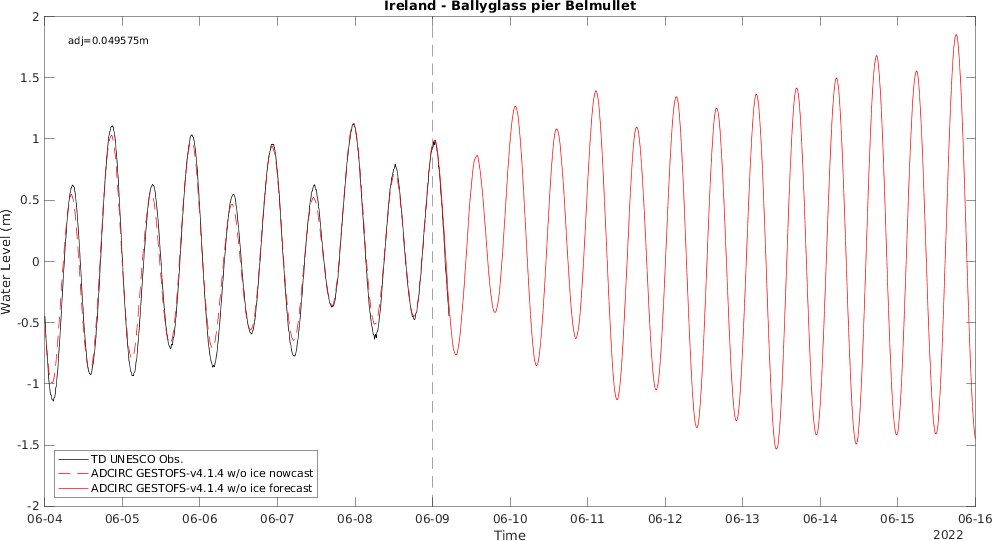 Ireland - Ballyglass pier Belmullet
adj=0.049575m
2
1.5
1
0.5
0
-0.5
-1
-1.5
-2
Water Level (m)
TD UNESCO Obs.
ADCIRC GESTOFS-v4.1.4 w/o ice nowcast
ADCIRC GESTOFS-v4.1.4 w/o ice forecast
06-04 06-05 06-06 06-07 06-08 06-09 06-10 06-11 06-12 06-13 06-14 06-15 06-16
Time
2022